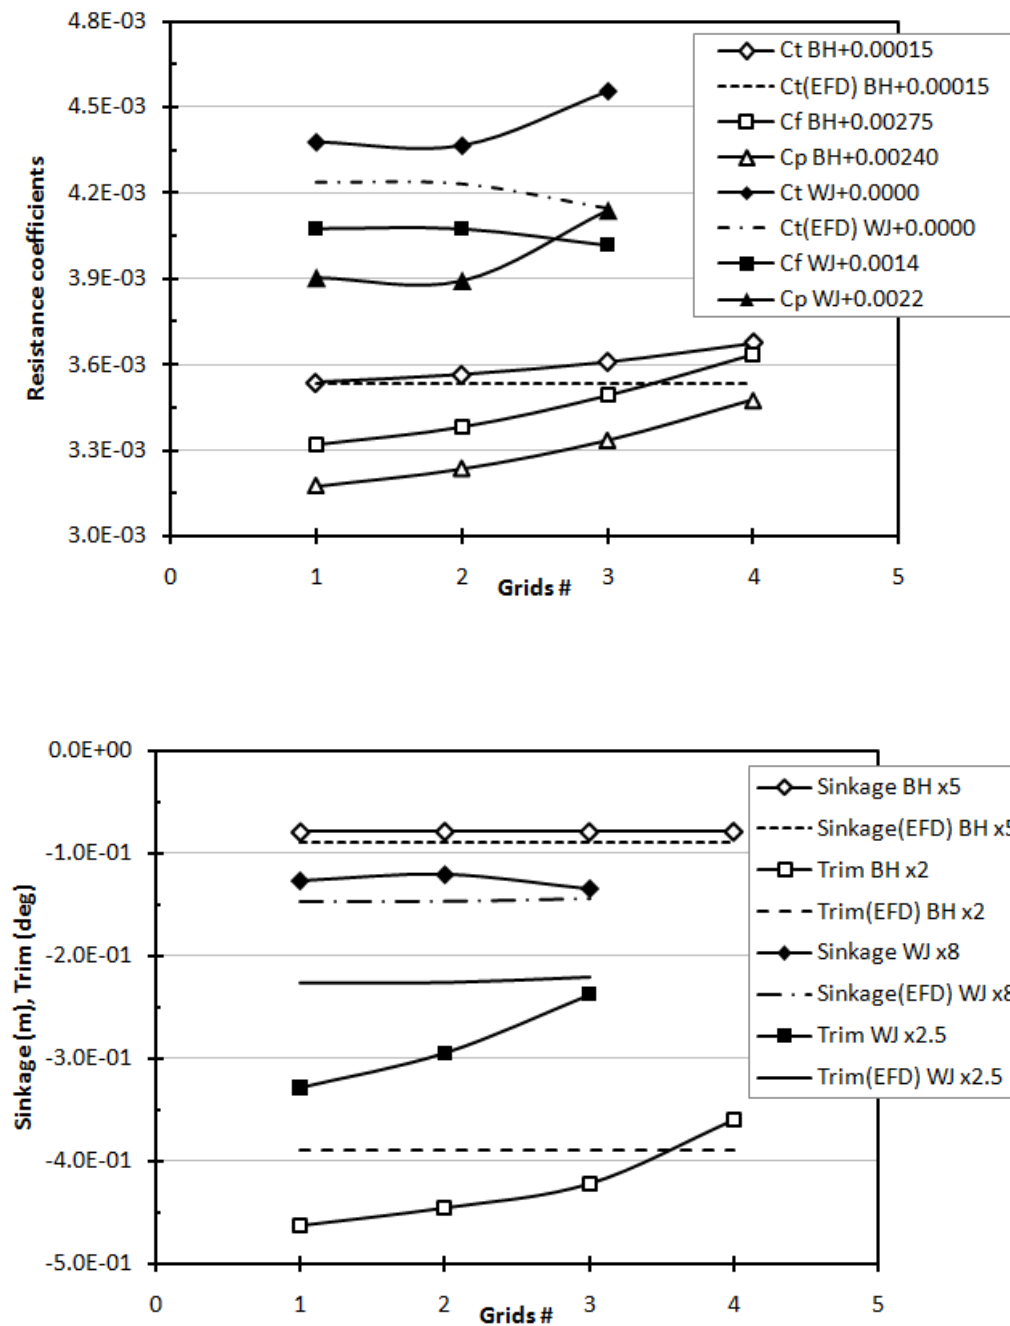 4.8E-03
4.5E-03
4.2E-03
3.9E-03
3.6E-03
3.3E-03
3.0E-03
Resistance coefficients
0 1 2 3 4 5
Grids #
Ct BH+0.00015
Ct(EFD) BH+0.00015
Cf BH+0.00275
Cp BH+0.00240
Ct WJ+0.0000
Ct(EFD) WJ+0.0000
Cf WJ+0.0014
Cp WJ+0.0022
0.0E+00
-1.0E-01
-2.0E-01
-3.0E-01
-4.0E-01
-5.0E-01
Sinkage (m), Trim (deg)
0 1 2 3 4 5
Grids #
Sinkage BH x5
Sinkage(EFD) BH x5
Trim BH x2
Trim(EFD) BH x2
Sinkage WJ x8
Sinkage(EFD) WJ x8
Trim WJ x2.5
Trim(EFD) WJ x2.5